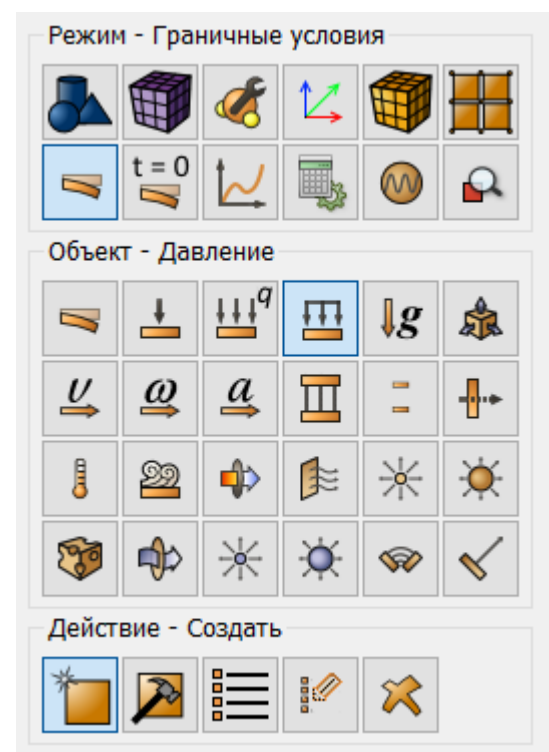 Режим - Граничные условия
t = 0
Объект - Давление
q
g
υ ω a
Действие - Создать